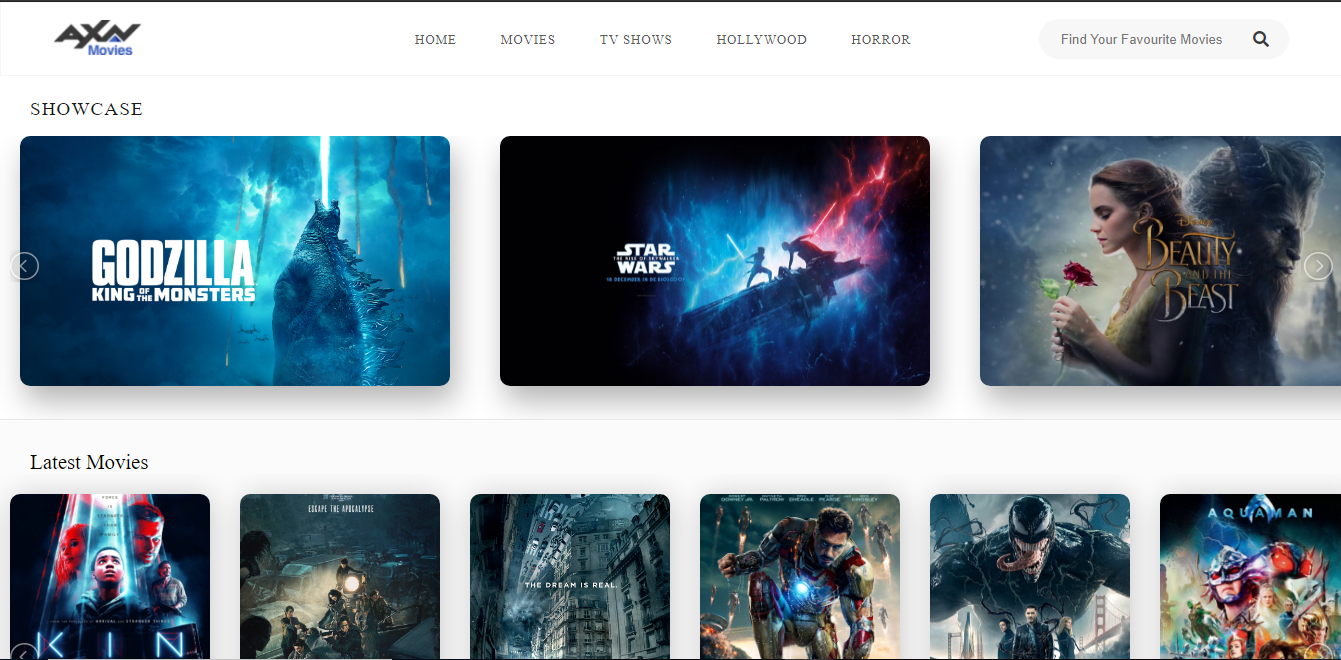 AXN
Movies
HOME
MOVIES
TV SHOWS
HOLLYWOOD
HORROR
Find Your Favourite Movies
SHOWCASE
GODZILLA
KING OF THE MONSTERS
STAR
THE RISE OF SKYWALKER
WARS
Disney
BEAUTY
AND THE
BEAST
Latest Movies
KIN
ESCAPE THE APOCALYPSE
THE DREAM IS REAL.
AQUAMAN